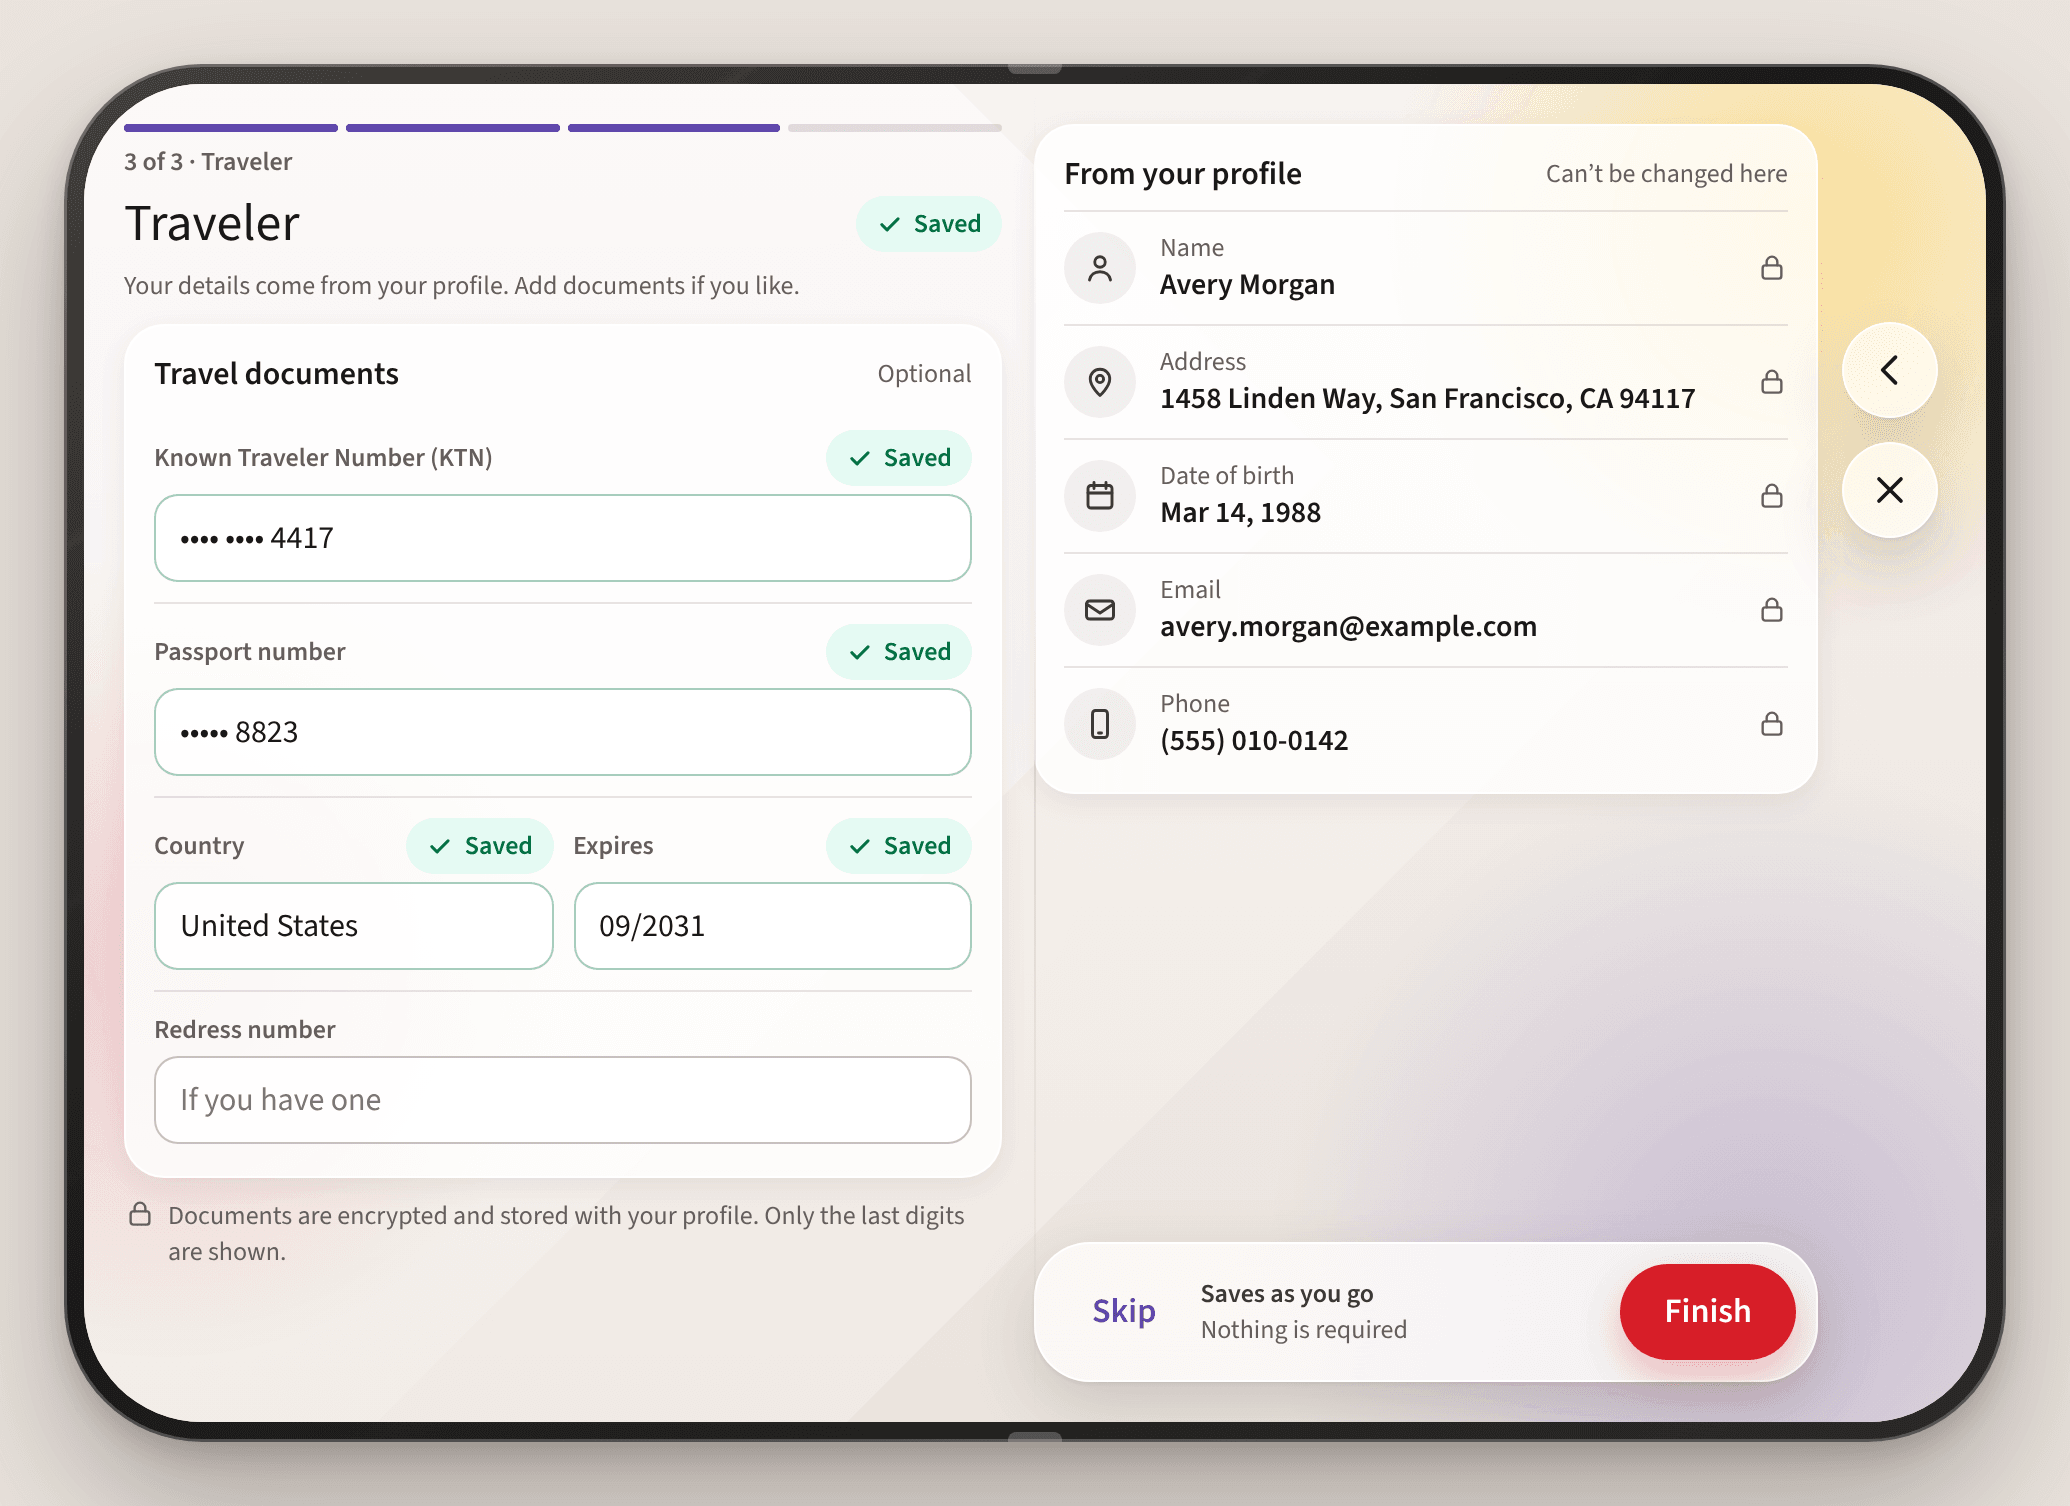 3 of 3 · Traveler
Traveler
Saved
Your details come from your profile. Add documents if you like.
Travel documents
Optional
Known Traveler Number (KTN)
Saved
•••• •••• 4417
Passport number
Saved
••••• 8823
Country
Saved
Expires
Saved
United States
09/2031
Redress number
If you have one
Documents are encrypted and stored with your profile. Only the last digits
are shown.
From your profile
Can’t be changed here
Name
Avery Morgan
Address
1458 Linden Way, San Francisco, CA 94117
Date of birth
Mar 14, 1988
Email
avery.morgan@example.com
Phone
(555) 010-0142
Skip
Saves as you go
Nothing is required
Finish